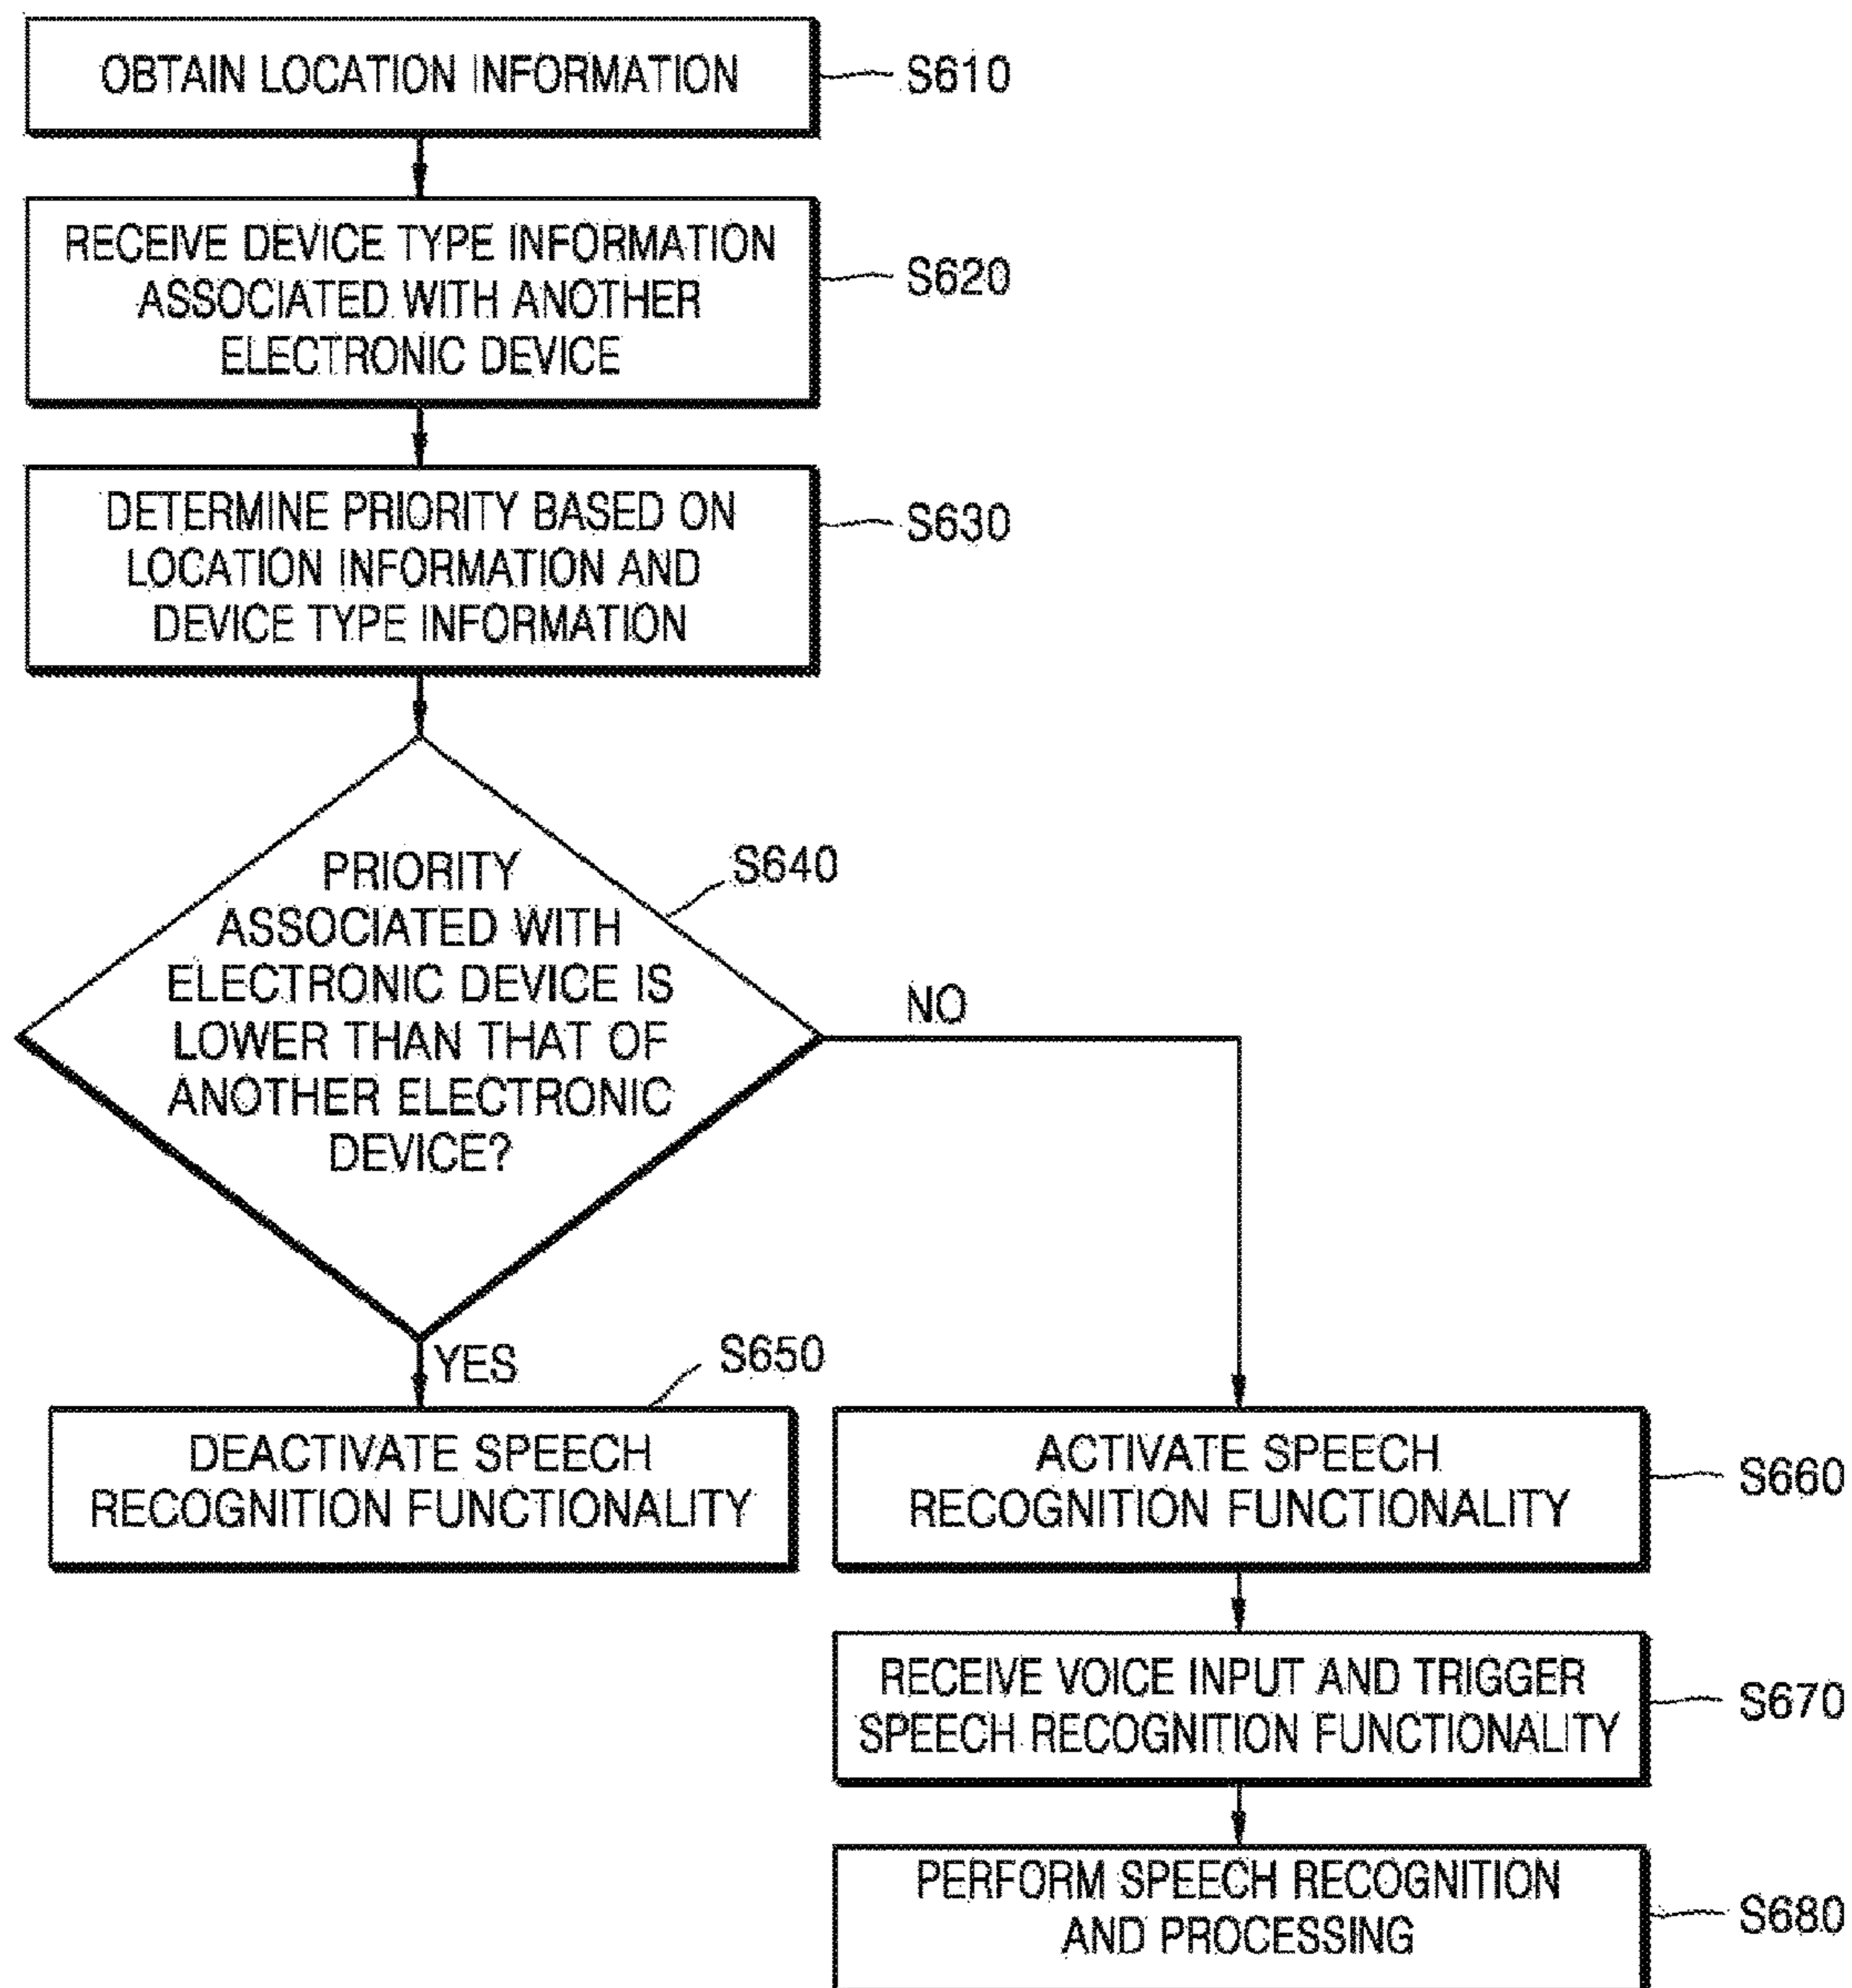 OBTAIN LOCATION INFORMATION
S610
RECEIVE DEVICE TYPE INFORMATION
ASSOCIATED WITH ANOTHER
ELECTRONIC DEVICE
S620
DETERMINE PRIORITY BASED ON
LOCATION INFORMATION AND
DEVICE TYPE INFORMATION
S630
PRIORITY
ASSOCIATED WITH
ELECTRONIC DEVICE IS
LOWER THAN THAT OF
ANOTHER ELECTRONIC
DEVICE?
S640
NO
YES
S650
DEACTIVATE SPEECH
RECOGNITION FUNCTIONALITY
ACTIVATE SPEECH
RECOGNITION FUNCTIONALITY
S660
RECEIVE VOICE INPUT AND TRIGGER
SPEECH RECOGNITION FUNCTIONALITY
S670
PERFORM SPEECH RECOGNITION
AND PROCESSING
S680